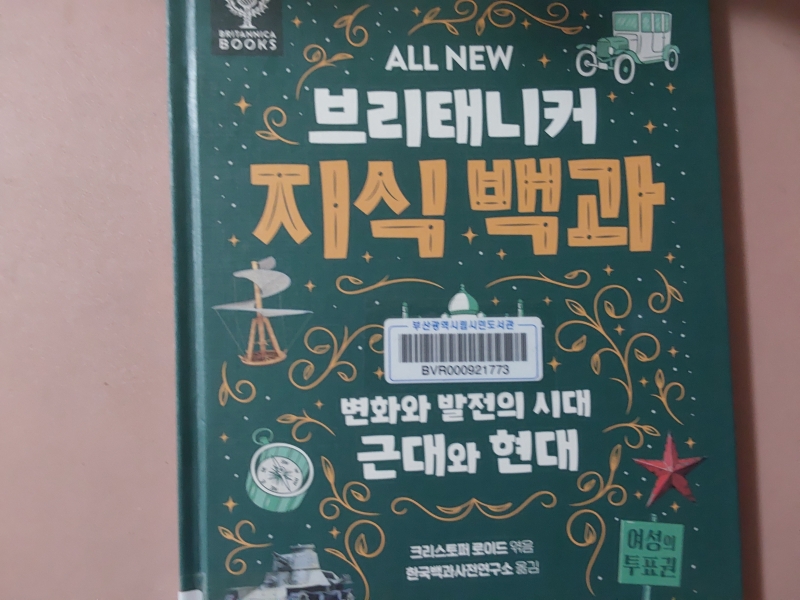 BRITANNICA
BOOKS
ALL NEW
브리태니커
지식 백과
부산광역시립시민도서관
BVR000921773
변화와 발전의 시대
근대와 현대
크리스토퍼 로이드 엮음
한국백과사전연구소 옮김
여성의
투표권